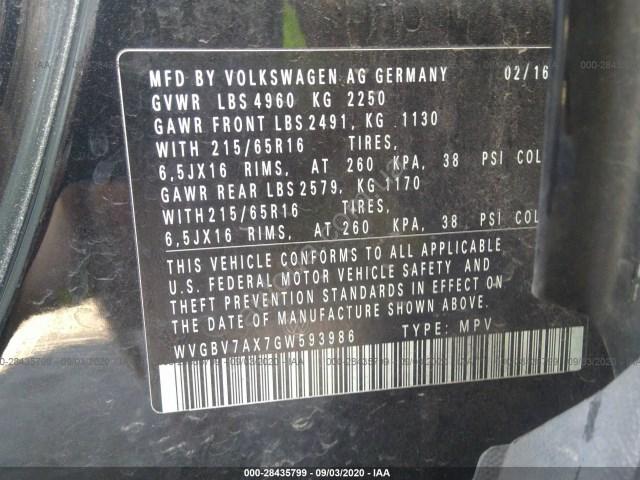 MFD BY VOLKSWAGEN AG GERMANY 02/16
GVWR LBS 4960 KG 2250
GAWR FRONT LBS 2491, KG 1130
WITH 215/65R16 TIRES,
6,5JX16 RIMS, AT 260 KPA, 38 PSI COL
GAWR REAR LBS 2579, KG 1170
WITH 215/65R16 TIRES,
6,5JX16 RIMS, AT 260 KPA, 38 PSI COL
THIS VEHICLE CONFORMS TO ALL APPLICABLE
U.S. FEDERAL MOTOR VEHICLE SAFETY AND
THEFT PREVENTION STANDARDS IN EFFECT ON
THE DATE OF MANUFACTURE SHOWN ABOVE.
WVGBV7AX7GW593986 TYPE: MPV
000-28435799 - 09/03/2020 - IAA